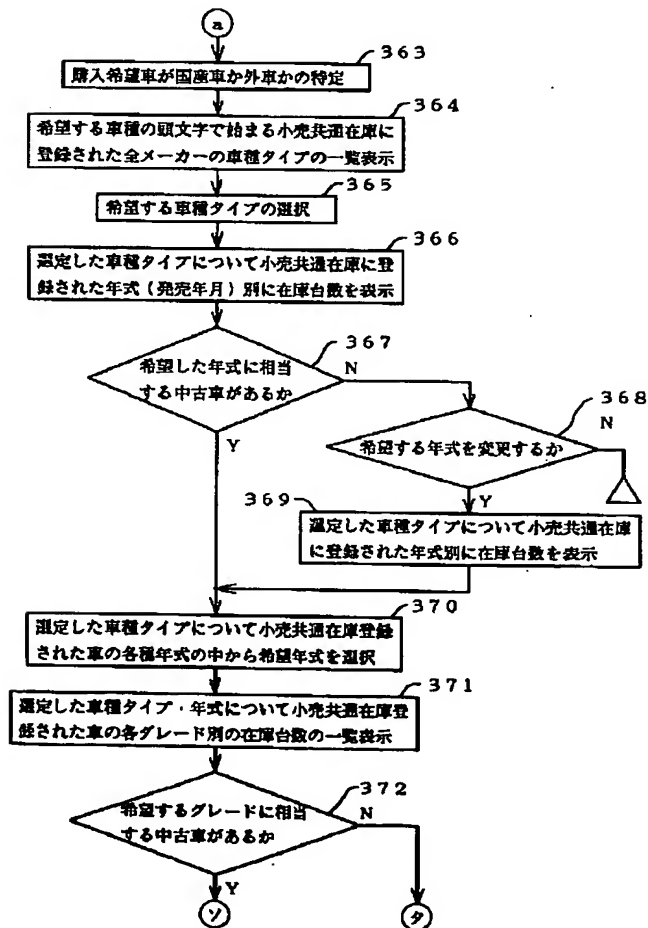 a
363
購入希望車が国産車か外車かの特定
364
希望する車種の頭文字で始まる小売共通在庫に
登録された全メーカーの車種タイプの一覧表示
365
希望する車種タイプの選択
366
選定した車種タイプについて小売共通在庫に登
録された年式(発売年月)別に在庫台数を表示
367
希望した年式に相当
する中古車があるか
N
Y
368
希望する年式を変更するか
N
Y
369
選定した車種タイプについて小売共通在庫
に登録された年式別に在庫台数を表示
370
選定した車種タイプについて小売共通在庫登録
された車の各種年式の中から希望年式を選択
371
選定した車種タイプ・年式について小売共通在庫登
録された車の各グレード別の在庫台数の一覧表示
372
希望するグレードに相当
する中古車があるか
N
Y
ソ
タ